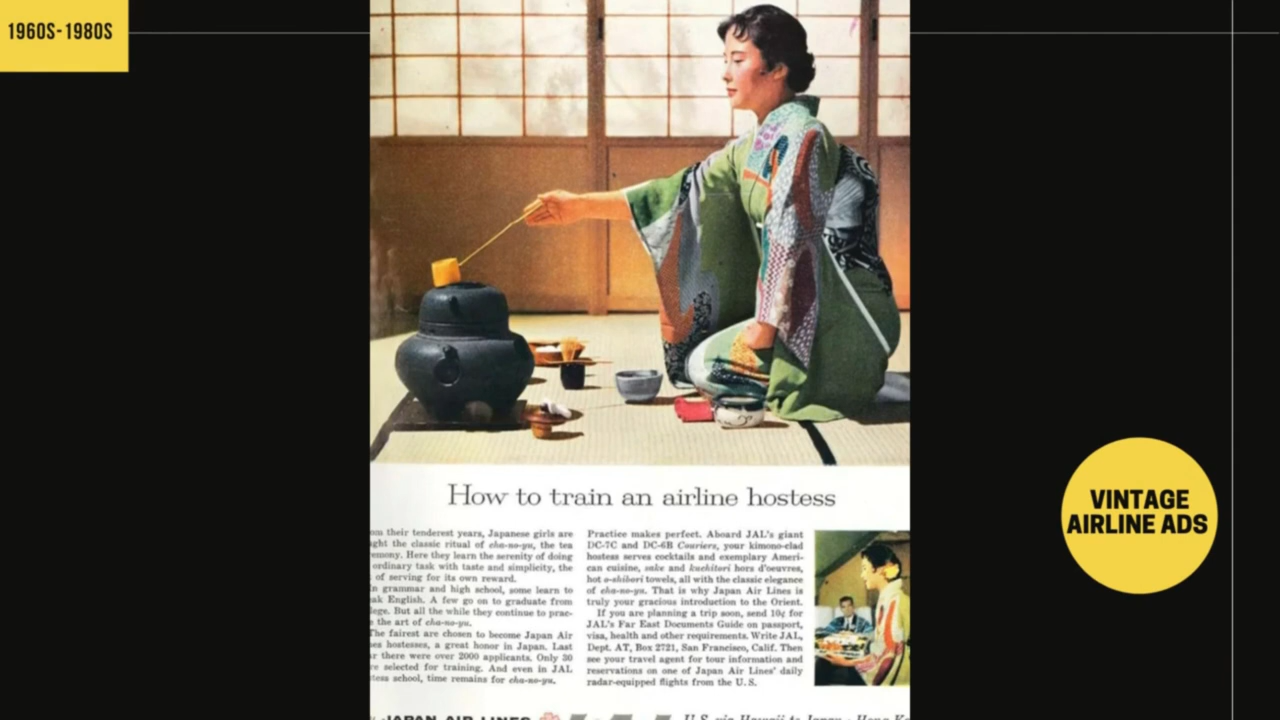 1960S-1980S
VINTAGE
AIRLINE ADS
How to train an airline hostess
their tenderest years, Japanese girls are
the classic ritual of cha-no-yu, the tea
Here they learn the serenity of doing
ordinary task with taste and simplicity, the
of serving for its own reward.
In grammar and high school, some learn to
English. A few go on to graduate from
But all the while they continue to prac-
the art of cha-no-yu.
The fairest are chosen to become Japan Air
hostesses, a great honor in Japan. Last
there were over 2000 applicants. Only 30
selected for training. And even in JAL
school, time remains for cha-no-yu.
Practice makes perfect. Aboard JAL's giant
DC-7C and DC-6B Couriers, your kimono-clad
hostess serves cocktails and exemplary Ameri-
can cuisine, sake and kuchitori hors d'oeuvres,
hot o-shibori towels, all with the classic elegance
of cha-no-yu. That is why Japan Air Lines is
truly your gracious introduction to the Orient.
If you are planning a trip soon, send 10¢ for
JAL's Far East Documents Guide on passport,
visa, health and other requirements. Write JAL,
Dept. AT, Box 2721, San Francisco, Calif. Then
see your travel agent for tour information and
reservations on one of Japan Air Lines' daily
radar-equipped flights from the U.S.
JAPAN AIR LINES
U.S. via Hawaii to Japan